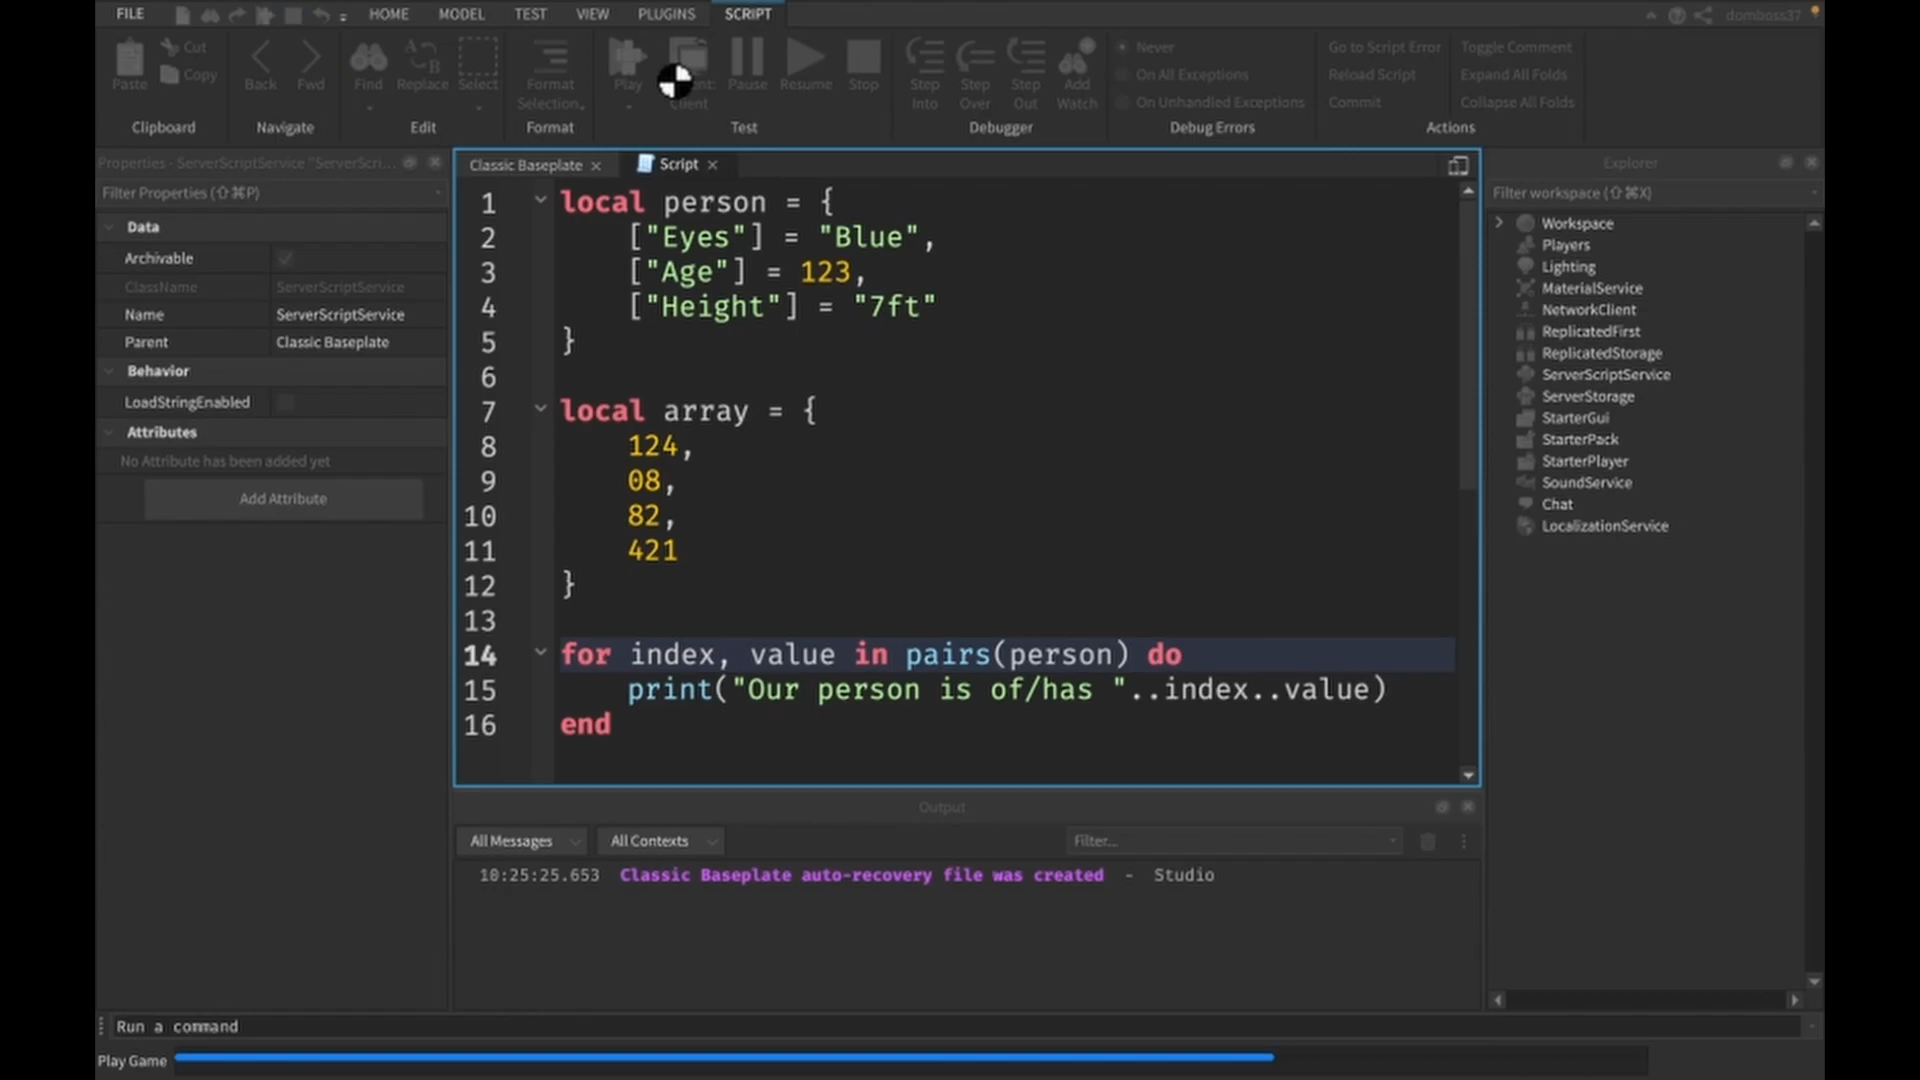 FILE HOME MODEL TEST VIEW PLUGINS SCRIPT domboss37
Paste Cut Copy
Clipboard
Back Fwd
Navigate
Find Replace Select
Edit
Format Selection
Format
Play Client Pause Resume Stop
Test
Step Into Step Over Step Out Add Watch
Debugger
Never
On All Exceptions
On Unhandled Exceptions
Debug Errors
Go to Script Error
Reload Script
Commit
Toggle Comment
Expand All Folds
Collapse All Folds
Actions
Properties - ServerScriptService "ServerScri...
Filter Properties (⇧⌘P)
Data
Archivable
ClassName ServerScriptService
Name ServerScriptService
Parent Classic Baseplate
Behavior
LoadStringEnabled
Attributes
No Attribute has been added yet
Add Attribute
Classic Baseplate × Script ×
1 local person = {
2 ["Eyes"] = "Blue",
3 ["Age"] = 123,
4 ["Height"] = "7ft"
5 }
6
7 local array = {
8 124,
9 08,
10 82,
11 421
12 }
13
14 for index, value in pairs(person) do
15 print("Our person is of/has "..index..value)
16 end
Output
All Messages All Contexts Filter...
10:25:25.653 Classic Baseplate auto-recovery file was created - Studio
Explorer
Filter workspace (⇧⌘X)
Workspace
Players
Lighting
MaterialService
NetworkClient
ReplicatedFirst
ReplicatedStorage
ServerScriptService
ServerStorage
StarterGui
StarterPack
StarterPlayer
SoundService
Chat
LocalizationService
Run a command
Play Game